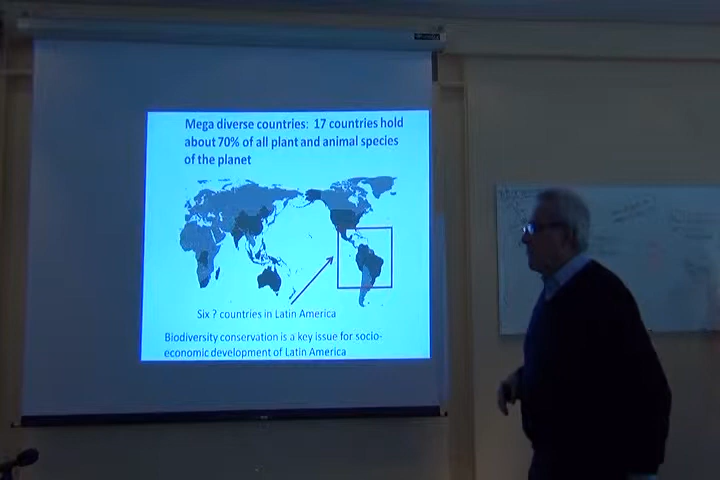 Mega diverse countries: 17 countries hold
about 70% of all plant and animal species
of the planet
Six ? countries in Latin America
Biodiversity conservation is a key issue for socio-
economic development of Latin America